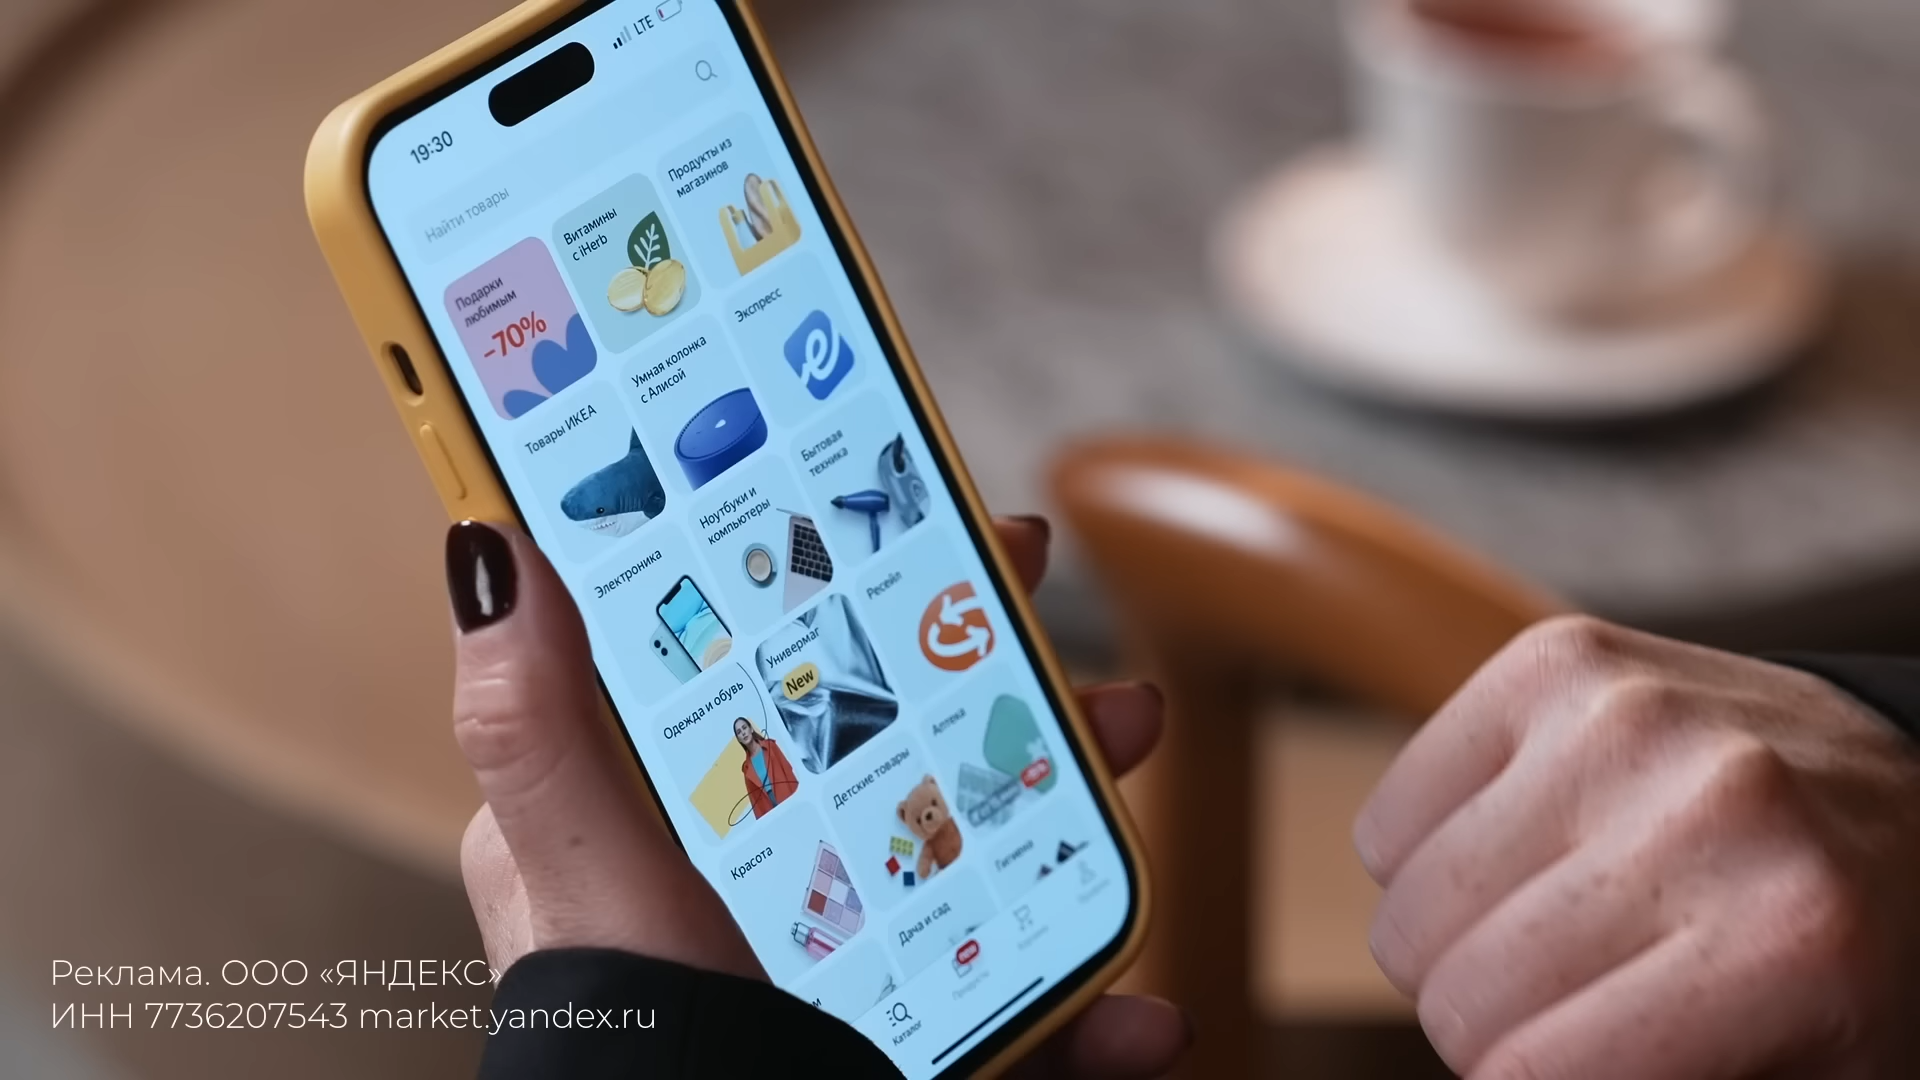 19:30
LTE
Найти товары
Подарки
любимым
-70%
Витамины
с iHerb
Продукты из
магазинов
Товары ИКЕА
Умная колонка
с Алисой
Экспресс
Электроника
Ноутбуки и
компьютеры
Бытовая
техника
Одежда и обувь
Универмаг
New
Ресейл
Красота
Детские товары
Аптека
Дача и сад
Гигиена
Каталог
Реклама. ООО «ЯНДЕКС»
ИНН 7736207543 market.yandex.ru